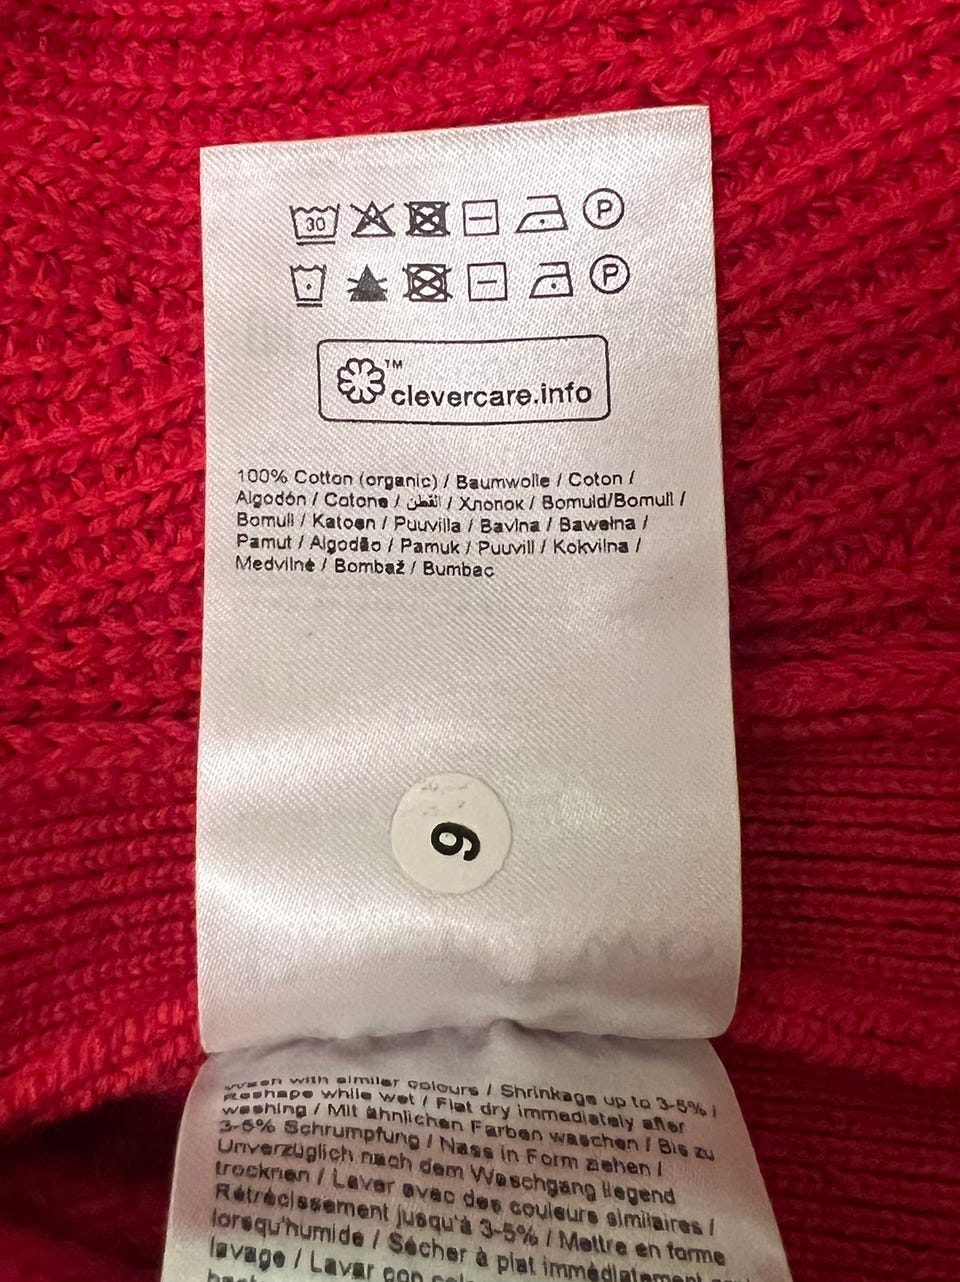 30 P
P
™
clevercare.info
100% Cotton (organic) / Baumwolle / Coton /
Algodón / Cotone / القطن / Хлопок / Bomuld/Bomull /
Bomull / Katoen / Puuvilla / Bavlna / Bawełna /
Pamut / Algodão / Pamuk / Puuvill / Kokvilna /
Medvilnė / Bombaž / Bumbac
6
Wash with similar colours / Shrinkage up to 3-5% /
Reshape while wet / Flat dry immediately after
washing / Mit ähnlichen Farben waschen / Bis zu
3-5% Schrumpfung / Nass in Form ziehen /
Unverzüglich nach dem Waschgang liegend
trocknen / Laver avec des couleurs similaires /
Rétrécissement jusqu'à 3-5% / Mettre en forme
lorsqu'humide / Sécher à plat immédiatement
lavage / Lavar con